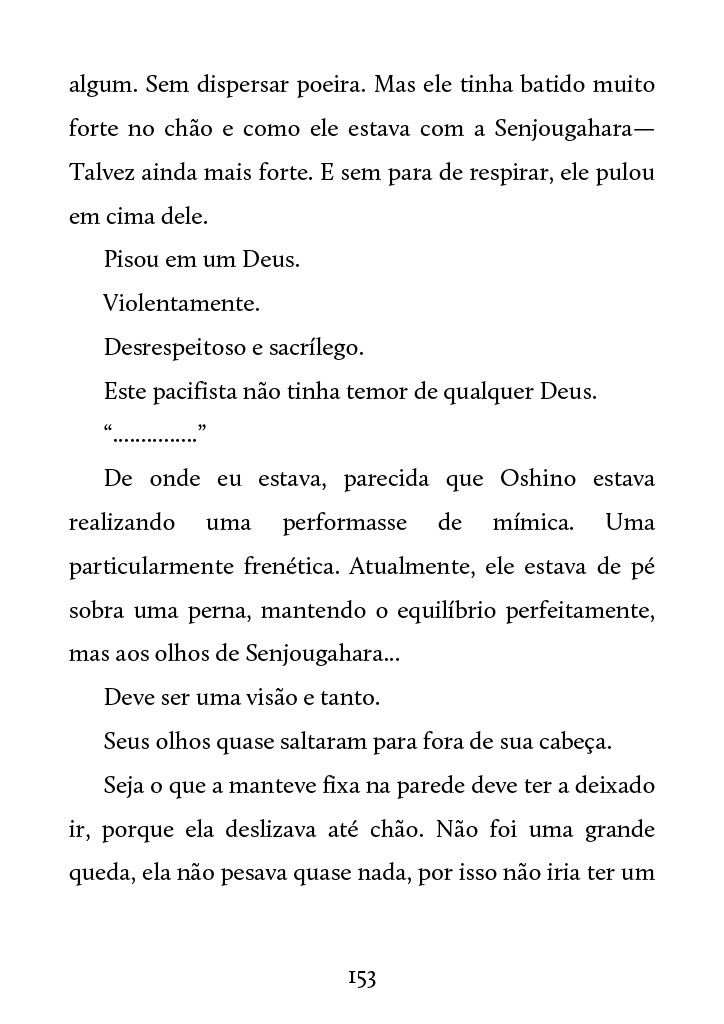 algum. Sem dispersar poeira. Mas ele tinha batido muito
forte no chão e como ele estava com a Senjougahara—
Talvez ainda mais forte. E sem para de respirar, ele pulou
em cima dele.
Pisou em um Deus.
Violentamente.
Desrespeitoso e sacrílego.
Este pacifista não tinha temor de qualquer Deus.
“……………”
De onde eu estava, parecida que Oshino estava
realizando uma performasse de mímica. Uma
particularmente frenética. Atualmente, ele estava de pé
sobra uma perna, mantendo o equilíbrio perfeitamente,
mas aos olhos de Senjougahara...
Deve ser uma visão e tanto.
Seus olhos quase saltaram para fora de sua cabeça.
Seja o que a manteve fixa na parede deve ter a deixado
ir, porque ela deslizava até chão. Não foi uma grande
queda, ela não pesava quase nada, por isso não iria ter um
153